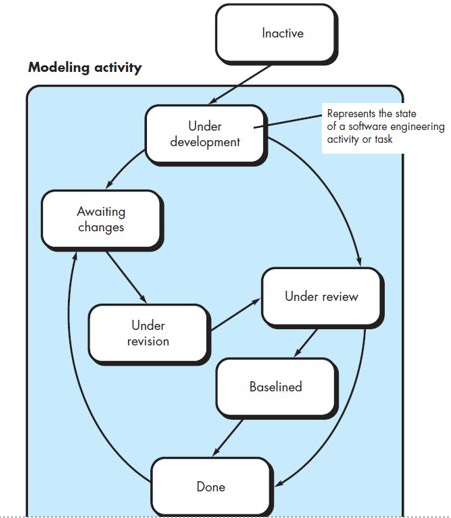 Inactive
Modeling activity
Under
development
Represents the state
of a software engineering
activity or task
Awaiting
changes
Under review
Under
revision
Baselined
Done